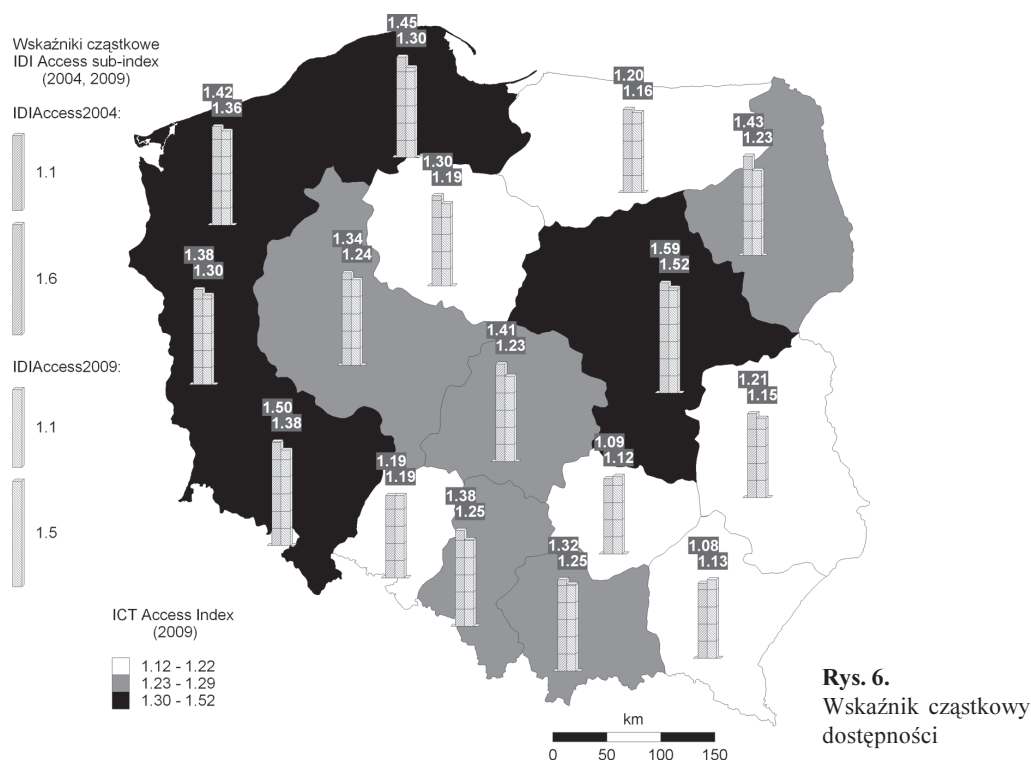 Wskaźniki cząstkowe
IDI Access sub-index
(2004, 2009)
IDIAccess2004:
1.1
1.6
IDIAccess2009:
1.1
1.5
1.45
1.30
1.42
1.36
1.20
1.16
1.43
1.23
1.30
1.19
1.34
1.24
1.38
1.30
1.59
1.52
1.41
1.23
1.21
1.15
1.50
1.38
1.19
1.19
1.09
1.12
1.38
1.25
1.32
1.25
1.08
1.13
ICT Access Index
(2009)
1.12 - 1.22
1.23 - 1.29
1.30 - 1.52
km
0 50 100 150
Rys. 6.
Wskaźnik cząstkowy
dostępności